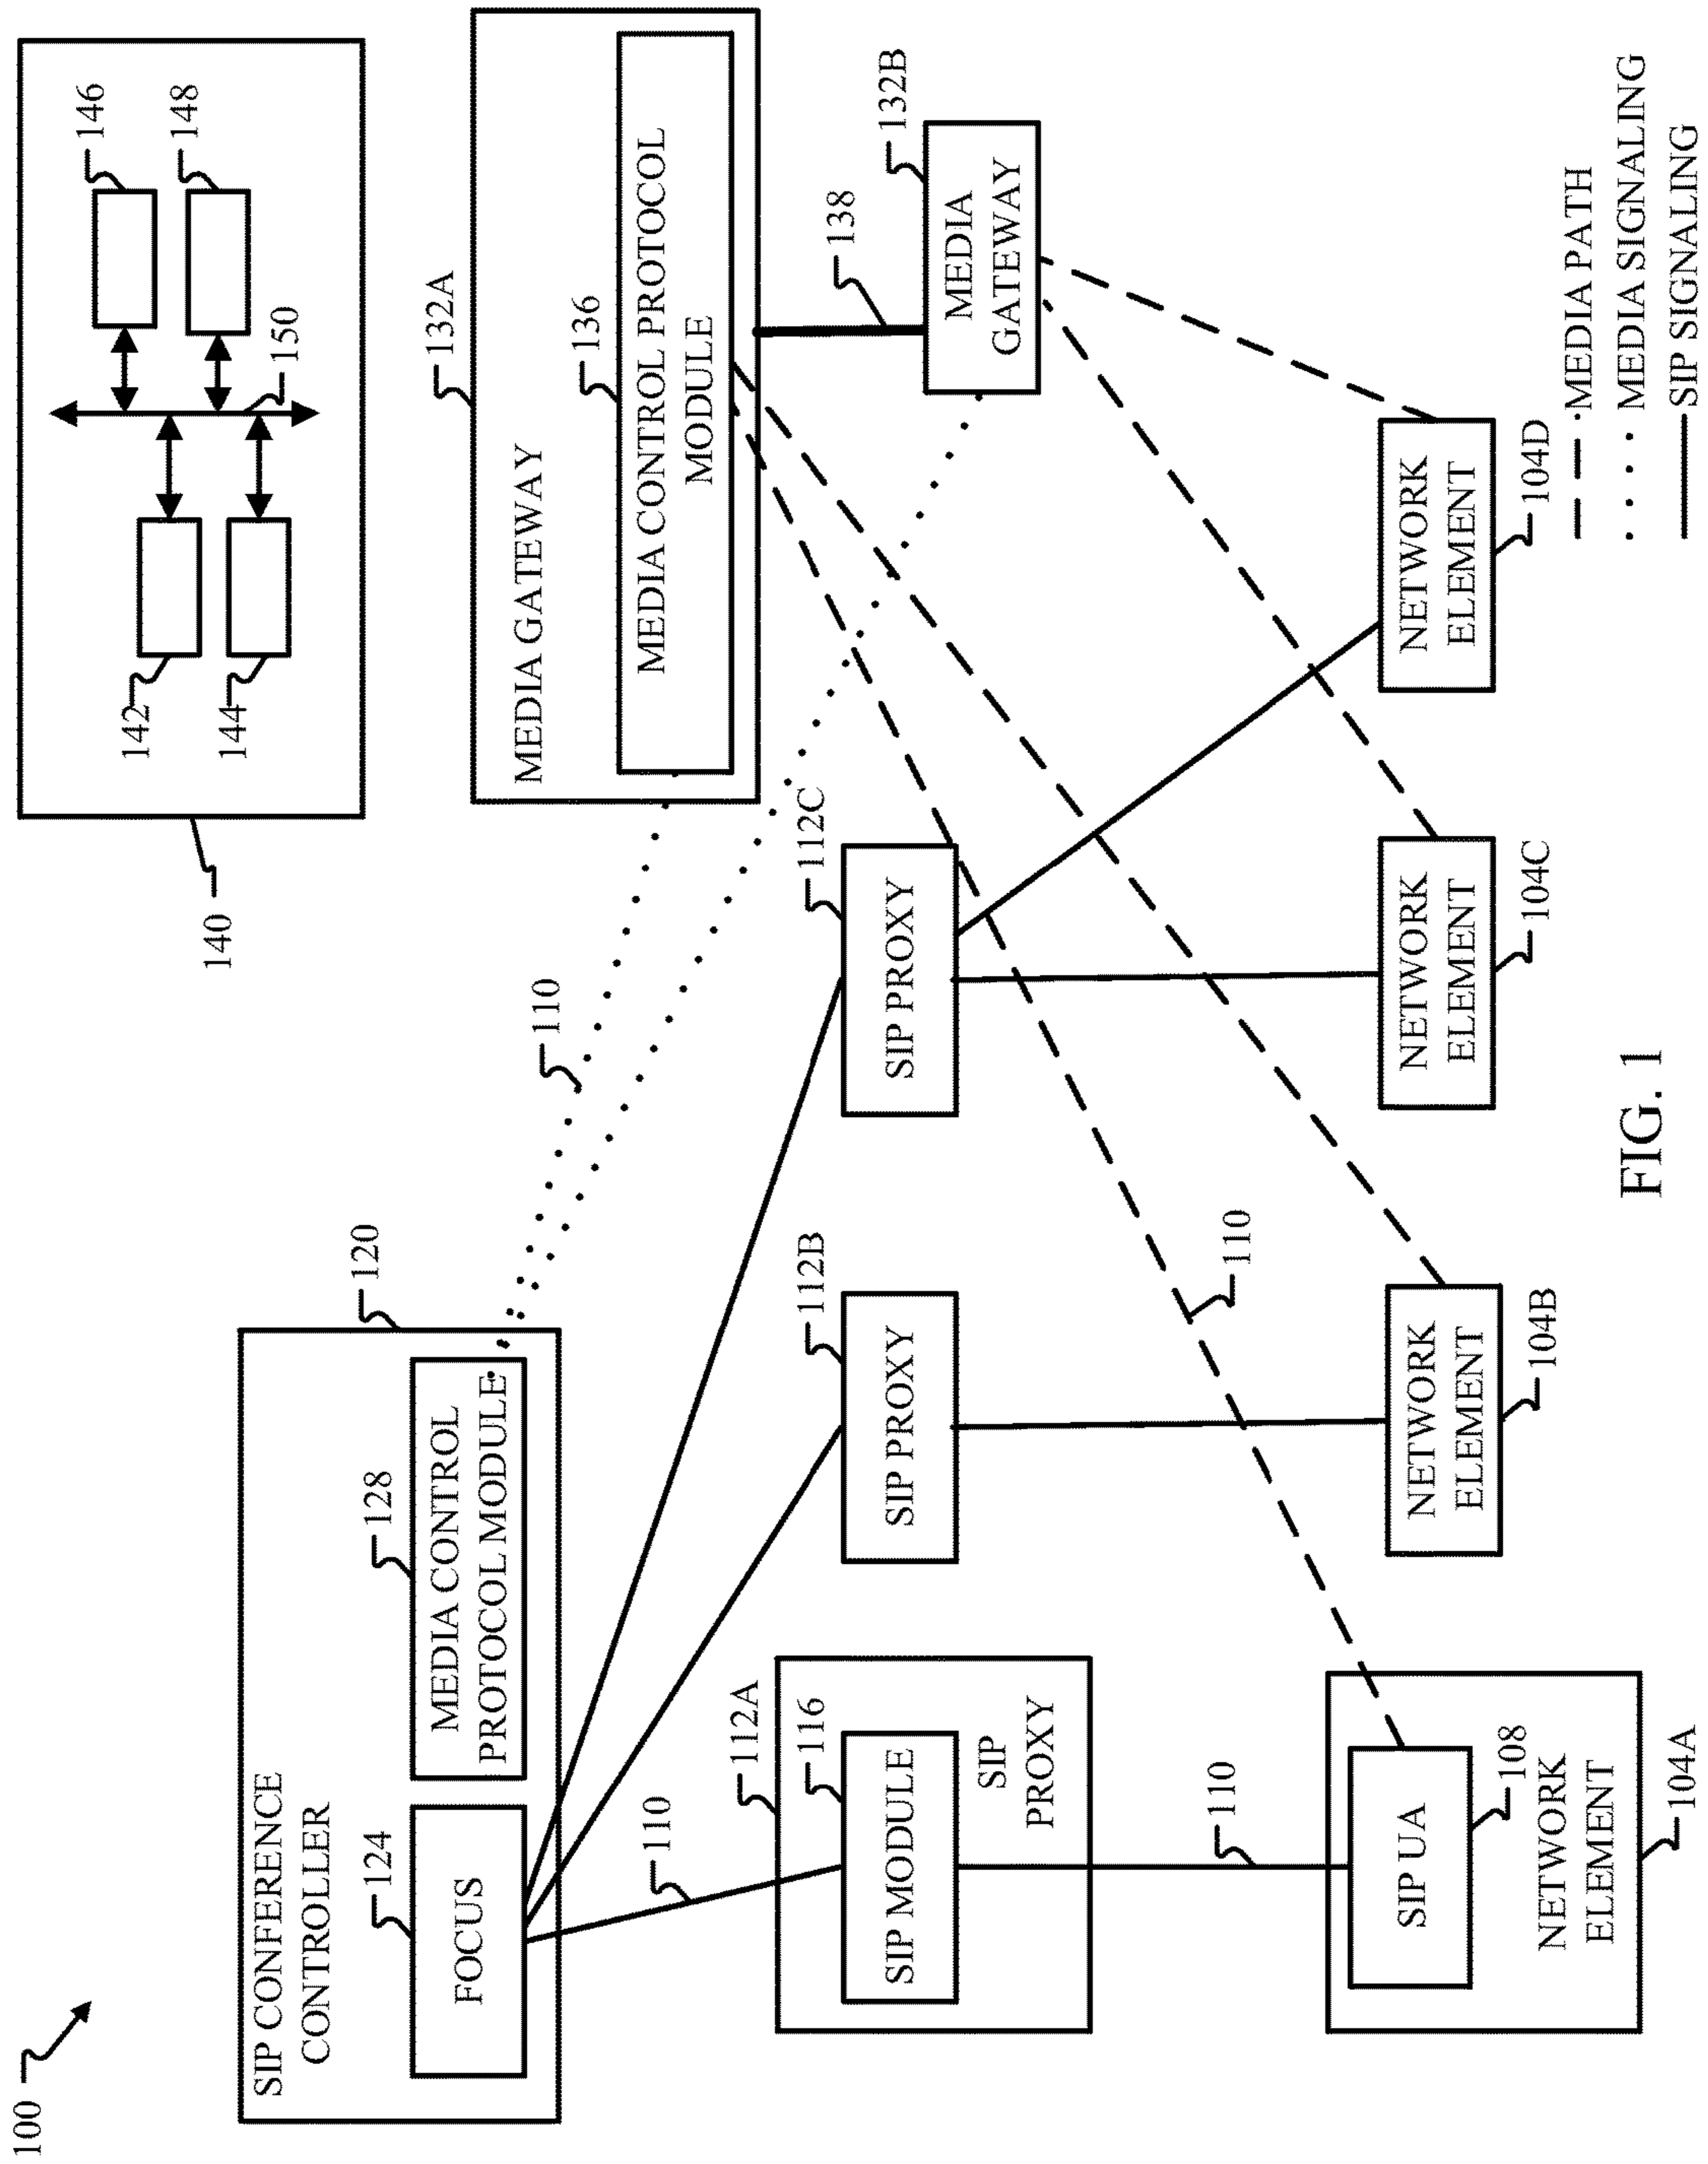 100
SIP CONFERENCE
CONTROLLER
120
124
FOCUS
128
MEDIA CONTROL
PROTOCOL MODULE
110
140
142
144
146
148
150
132A
MEDIA GATEWAY
136
MEDIA CONTROL PROTOCOL
MODULE
138
132B
MEDIA
GATEWAY
110
112A
116
SIP MODULE
SIP
PROXY
112B
SIP PROXY
112C
SIP PROXY
110
110
SIP UA
108
NETWORK
ELEMENT
104A
NETWORK
ELEMENT
104B
NETWORK
ELEMENT
104C
NETWORK
ELEMENT
104D
MEDIA PATH
MEDIA SIGNALING
SIP SIGNALING
FIG. 1